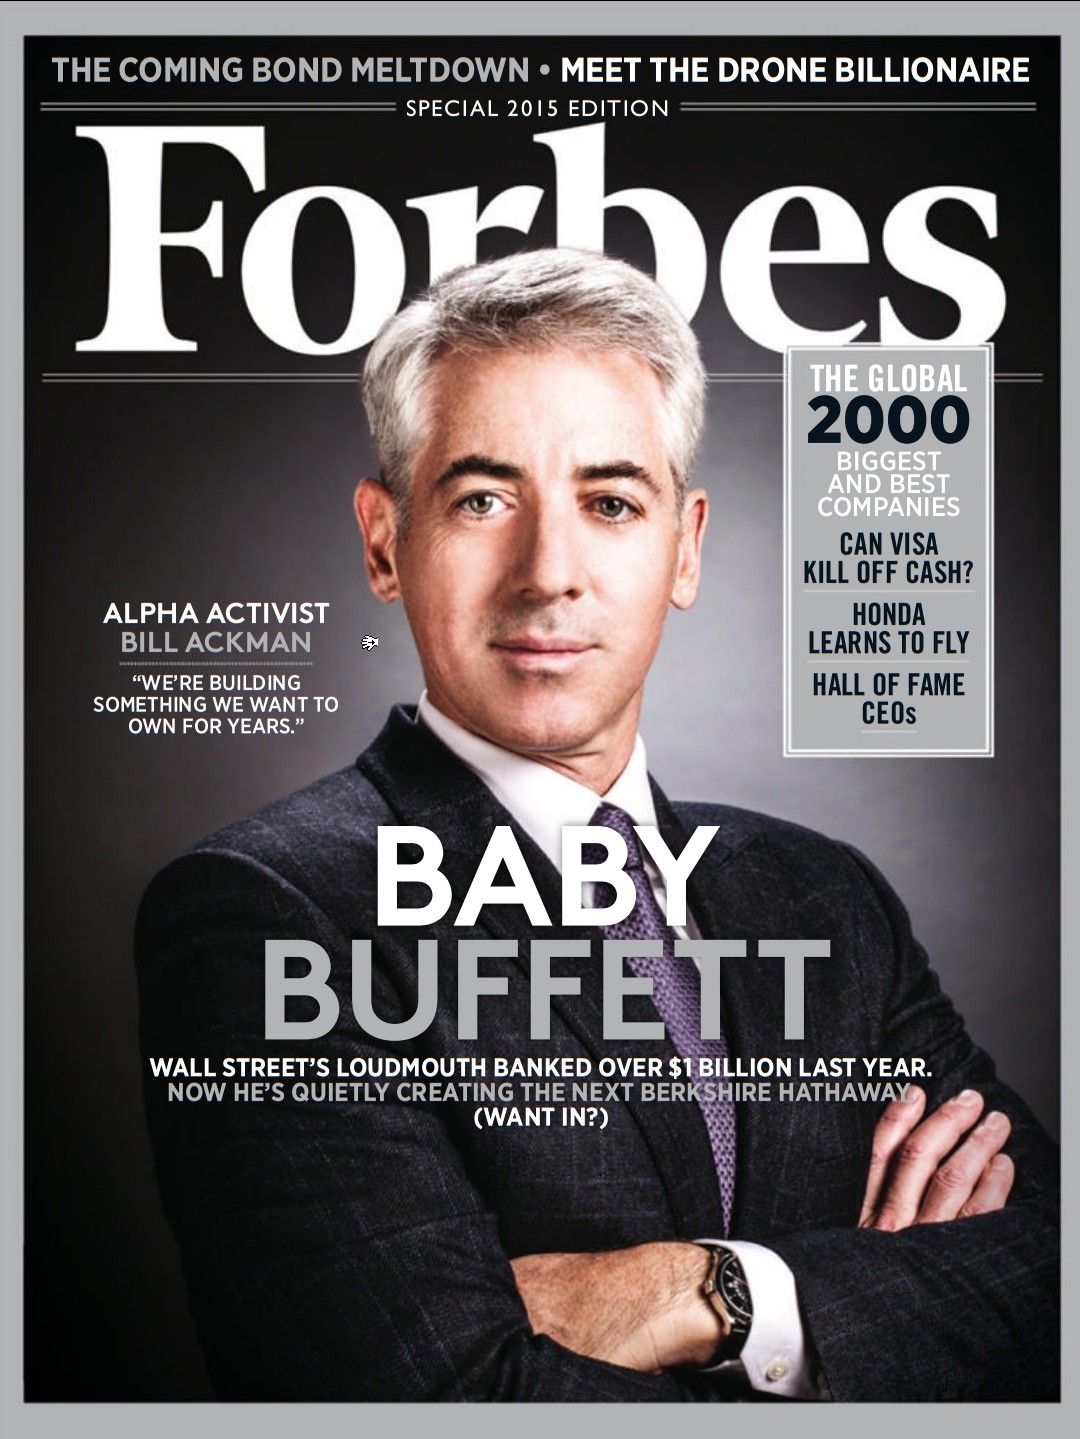 THE COMING BOND MELTDOWN • MEET THE DRONE BILLIONAIRE
SPECIAL 2015 EDITION
Forbes
THE GLOBAL
2000
BIGGEST
AND BEST
COMPANIES
CAN VISA
KILL OFF CASH?
HONDA
LEARNS TO FLY
HALL OF FAME
CEOs
ALPHA ACTIVIST
BILL ACKMAN
“WE’RE BUILDING
SOMETHING WE WANT TO
OWN FOR YEARS.”
BABY
BUFFETT
WALL STREET’S LOUDMOUTH BANKED OVER $1 BILLION LAST YEAR.
NOW HE’S QUIETLY CREATING THE NEXT BERKSHIRE HATHAWAY.
(WANT IN?)